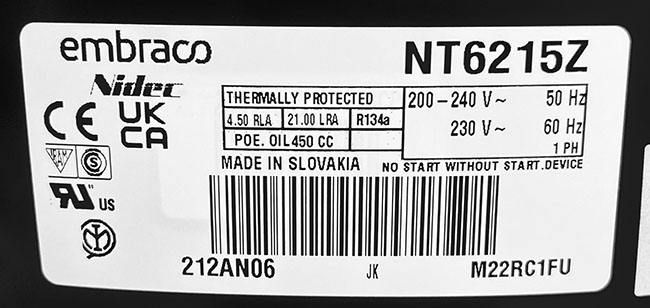 embraco
NT6215Z
Nidec
THERMALLY PROTECTED
4.50 RLA 21.00 LRA R134a
POE. OIL450 CC
200-240 V~ 50 Hz
230 V~ 60 Hz
1 PH
CE UK
CA
MADE IN SLOVAKIA NO START WITHOUT START.DEVICE
S
US
212AN06 JK M22RC1FU